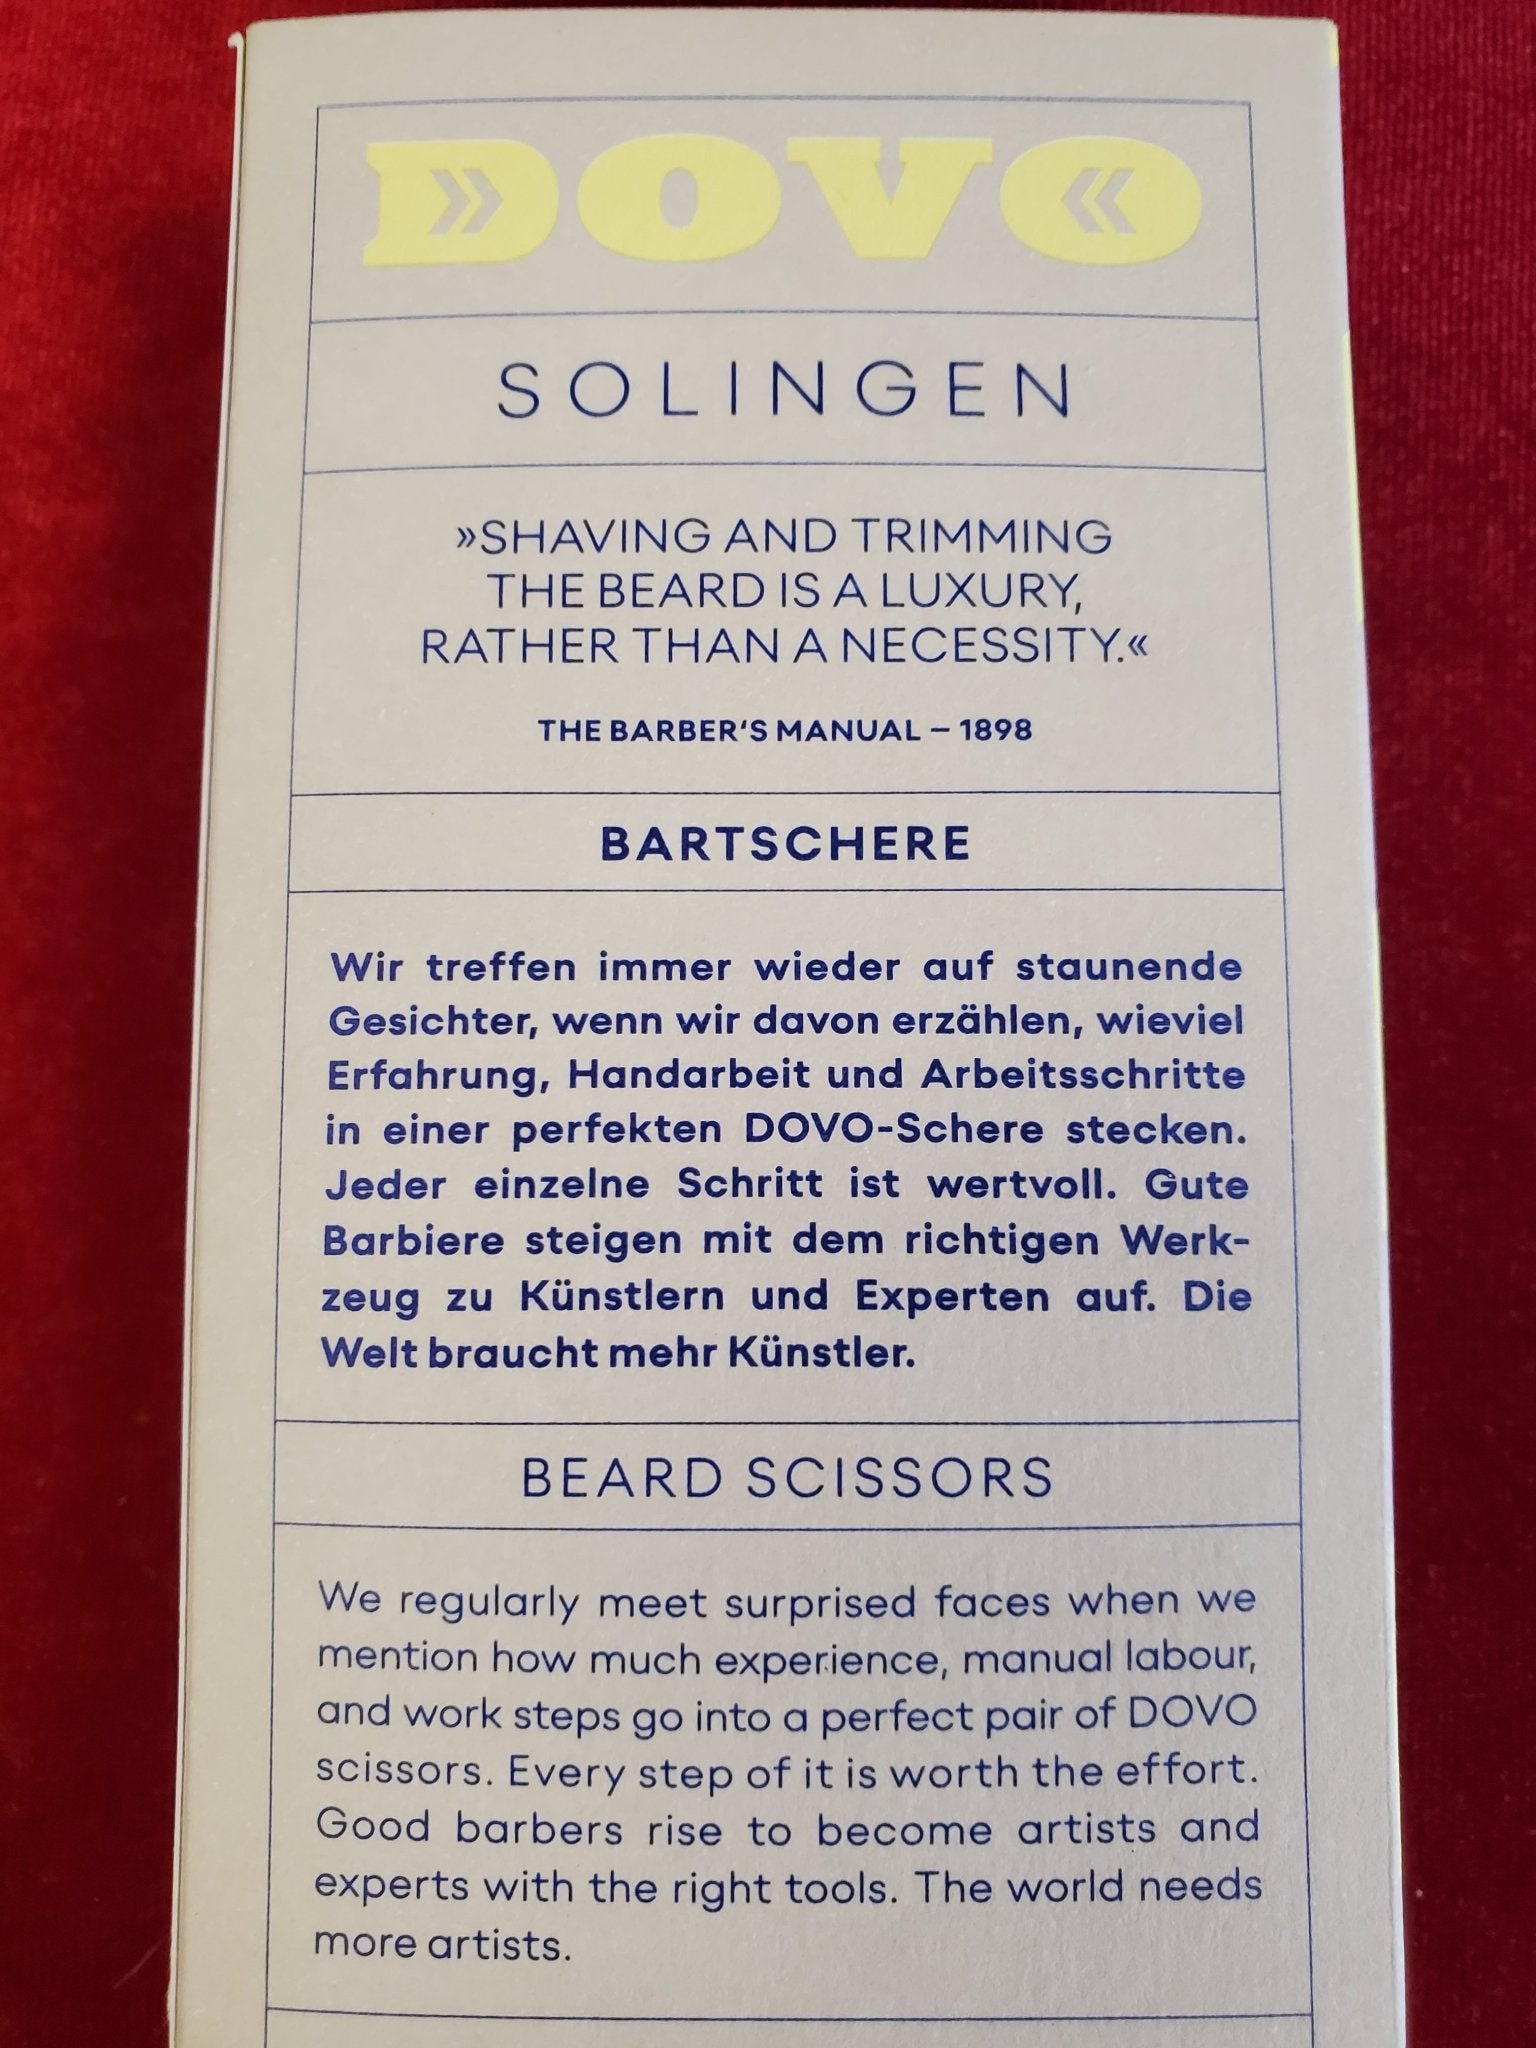 DOVO
SOLINGEN
»SHAVING AND TRIMMING
THE BEARD IS A LUXURY,
RATHER THAN A NECESSITY.«
THE BARBER‘S MANUAL – 1898
BARTSCHERE
Wir treffen immer wieder auf staunende
Gesichter, wenn wir davon erzählen, wieviel
Erfahrung, Handarbeit und Arbeitsschritte
in einer perfekten DOVO-Schere stecken.
Jeder einzelne Schritt ist wertvoll. Gute
Barbiere steigen mit dem richtigen Werk-
zeug zu Künstlern und Experten auf. Die
Welt braucht mehr Künstler.
BEARD SCISSORS
We regularly meet surprised faces when we
mention how much experience, manual labour,
and work steps go into a perfect pair of DOVO
scissors. Every step of it is worth the effort.
Good barbers rise to become artists and
experts with the right tools. The world needs
more artists.